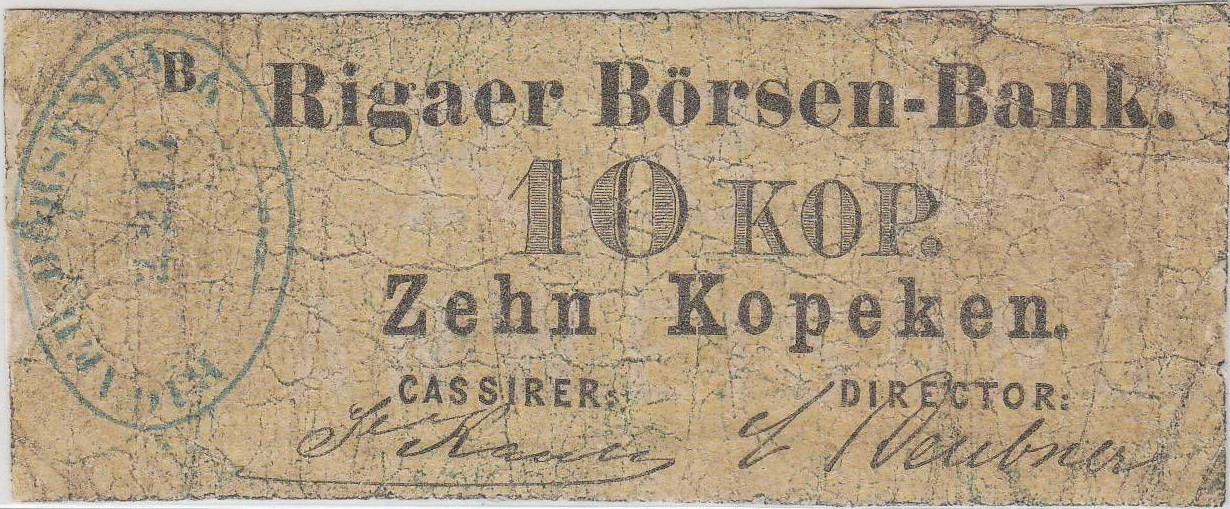 B.
Rigaer Börsen-Bank.
10 KOP.
Zehn Kopeken.
CASSIRER:
DIRECTOR: